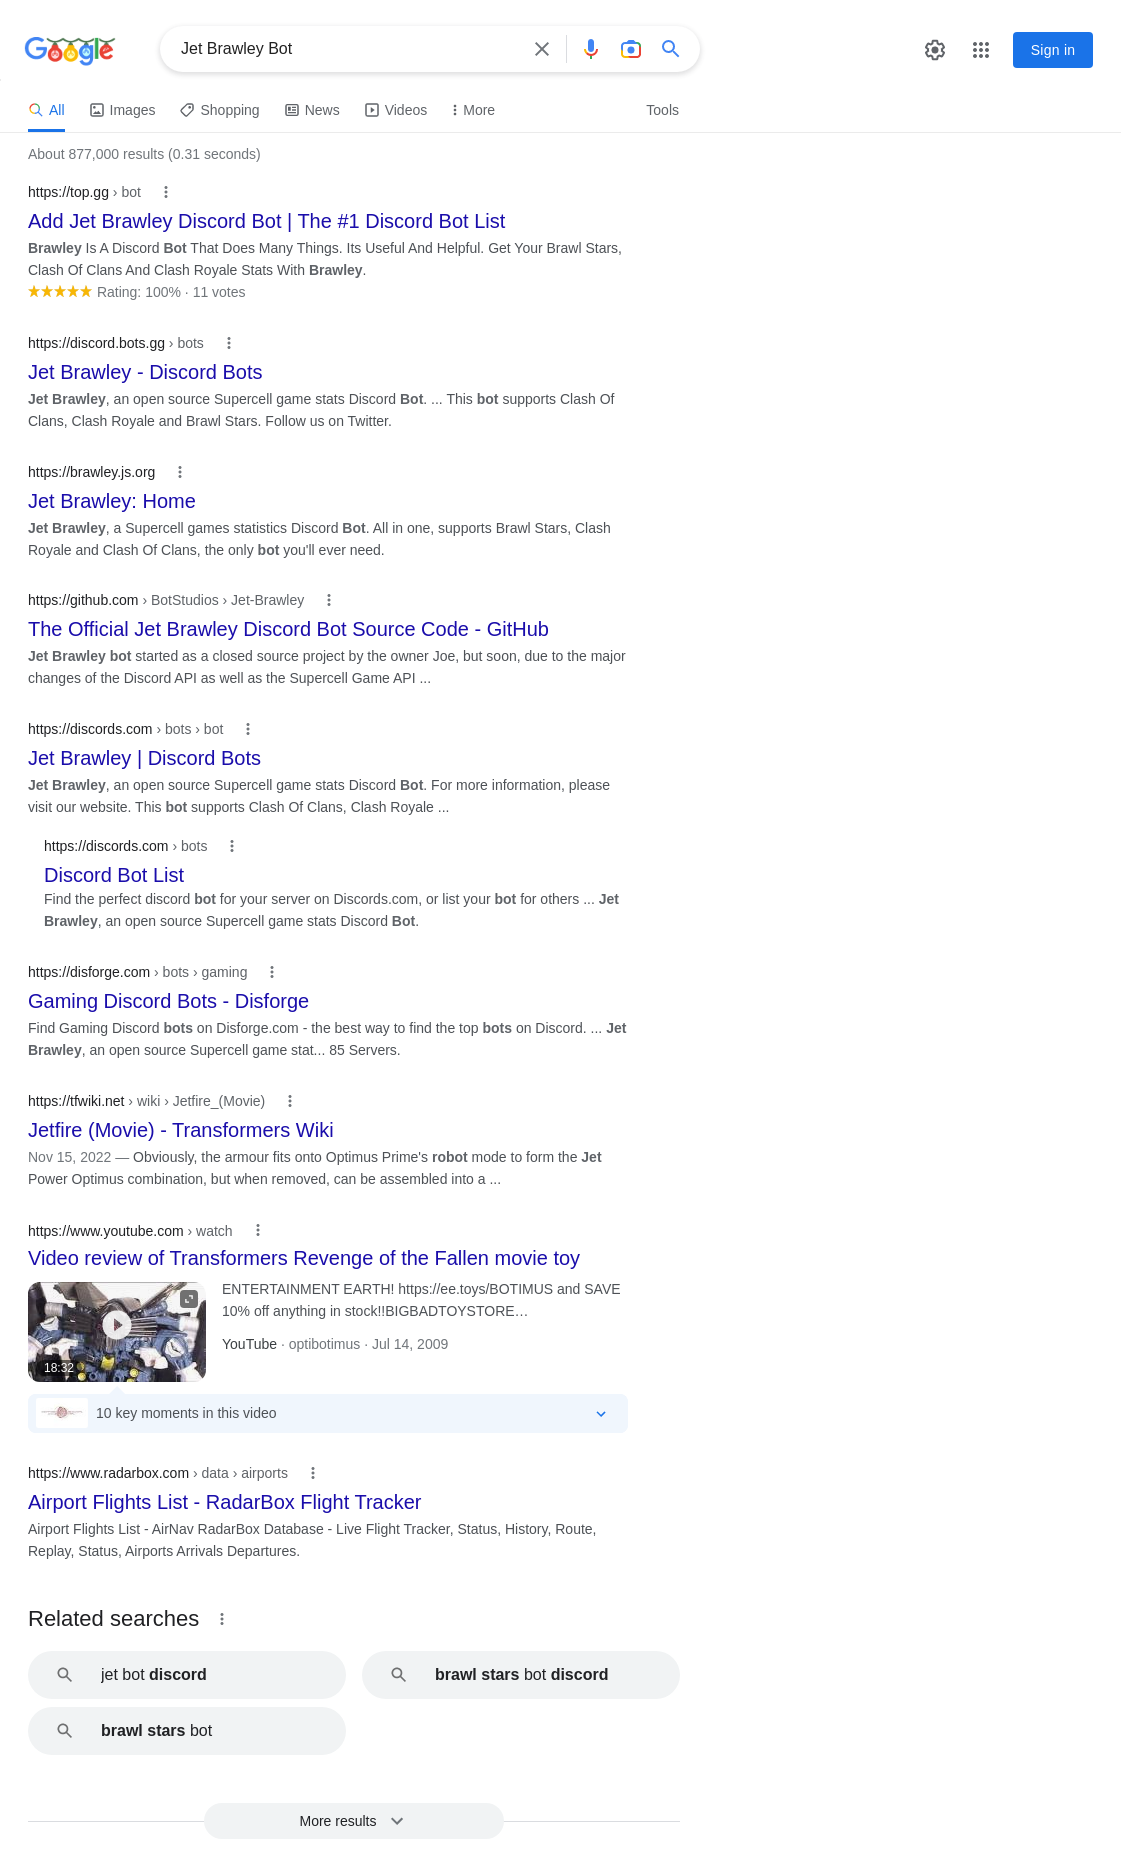 Google
Jet Brawley Bot
Sign in
All
Images
Shopping
News
Videos
More
Tools
About 877,000 results (0.31 seconds)
https://top.gg › bot
Add Jet Brawley Discord Bot | The #1 Discord Bot List
Brawley Is A Discord Bot That Does Many Things. Its Useful And Helpful. Get Your Brawl Stars,
Clash Of Clans And Clash Royale Stats With Brawley.
Rating: 100% · 11 votes
https://discord.bots.gg › bots
Jet Brawley - Discord Bots
Jet Brawley, an open source Supercell game stats Discord Bot. ... This bot supports Clash Of
Clans, Clash Royale and Brawl Stars. Follow us on Twitter.
https://brawley.js.org
Jet Brawley: Home
Jet Brawley, a Supercell games statistics Discord Bot. All in one, supports Brawl Stars, Clash
Royale and Clash Of Clans, the only bot you'll ever need.
https://github.com › BotStudios › Jet-Brawley
The Official Jet Brawley Discord Bot Source Code - GitHub
Jet Brawley bot started as a closed source project by the owner Joe, but soon, due to the major
changes of the Discord API as well as the Supercell Game API ...
https://discords.com › bots › bot
Jet Brawley | Discord Bots
Jet Brawley, an open source Supercell game stats Discord Bot. For more information, please
visit our website. This bot supports Clash Of Clans, Clash Royale ...
https://discords.com › bots
Discord Bot List
Find the perfect discord bot for your server on Discords.com, or list your bot for others ... Jet
Brawley, an open source Supercell game stats Discord Bot.
https://disforge.com › bots › gaming
Gaming Discord Bots - Disforge
Find Gaming Discord bots on Disforge.com - the best way to find the top bots on Discord. ... Jet
Brawley, an open source Supercell game stat... 85 Servers.
https://tfwiki.net › wiki › Jetfire_(Movie)
Jetfire (Movie) - Transformers Wiki
Nov 15, 2022 — Obviously, the armour fits onto Optimus Prime's robot mode to form the Jet
Power Optimus combination, but when removed, can be assembled into a ...
https://www.youtube.com › watch
Video review of Transformers Revenge of the Fallen movie toy
ENTERTAINMENT EARTH! https://ee.toys/BOTIMUS and SAVE
10% off anything in stock!!BIGBADTOYSTORE…
YouTube · optibotimus · Jul 14, 2009
18:32
10 key moments in this video
https://www.radarbox.com › data › airports
Airport Flights List - RadarBox Flight Tracker
Airport Flights List - AirNav RadarBox Database - Live Flight Tracker, Status, History, Route,
Replay, Status, Airports Arrivals Departures.
Related searches
jet bot discord
brawl stars bot discord
brawl stars bot
More results